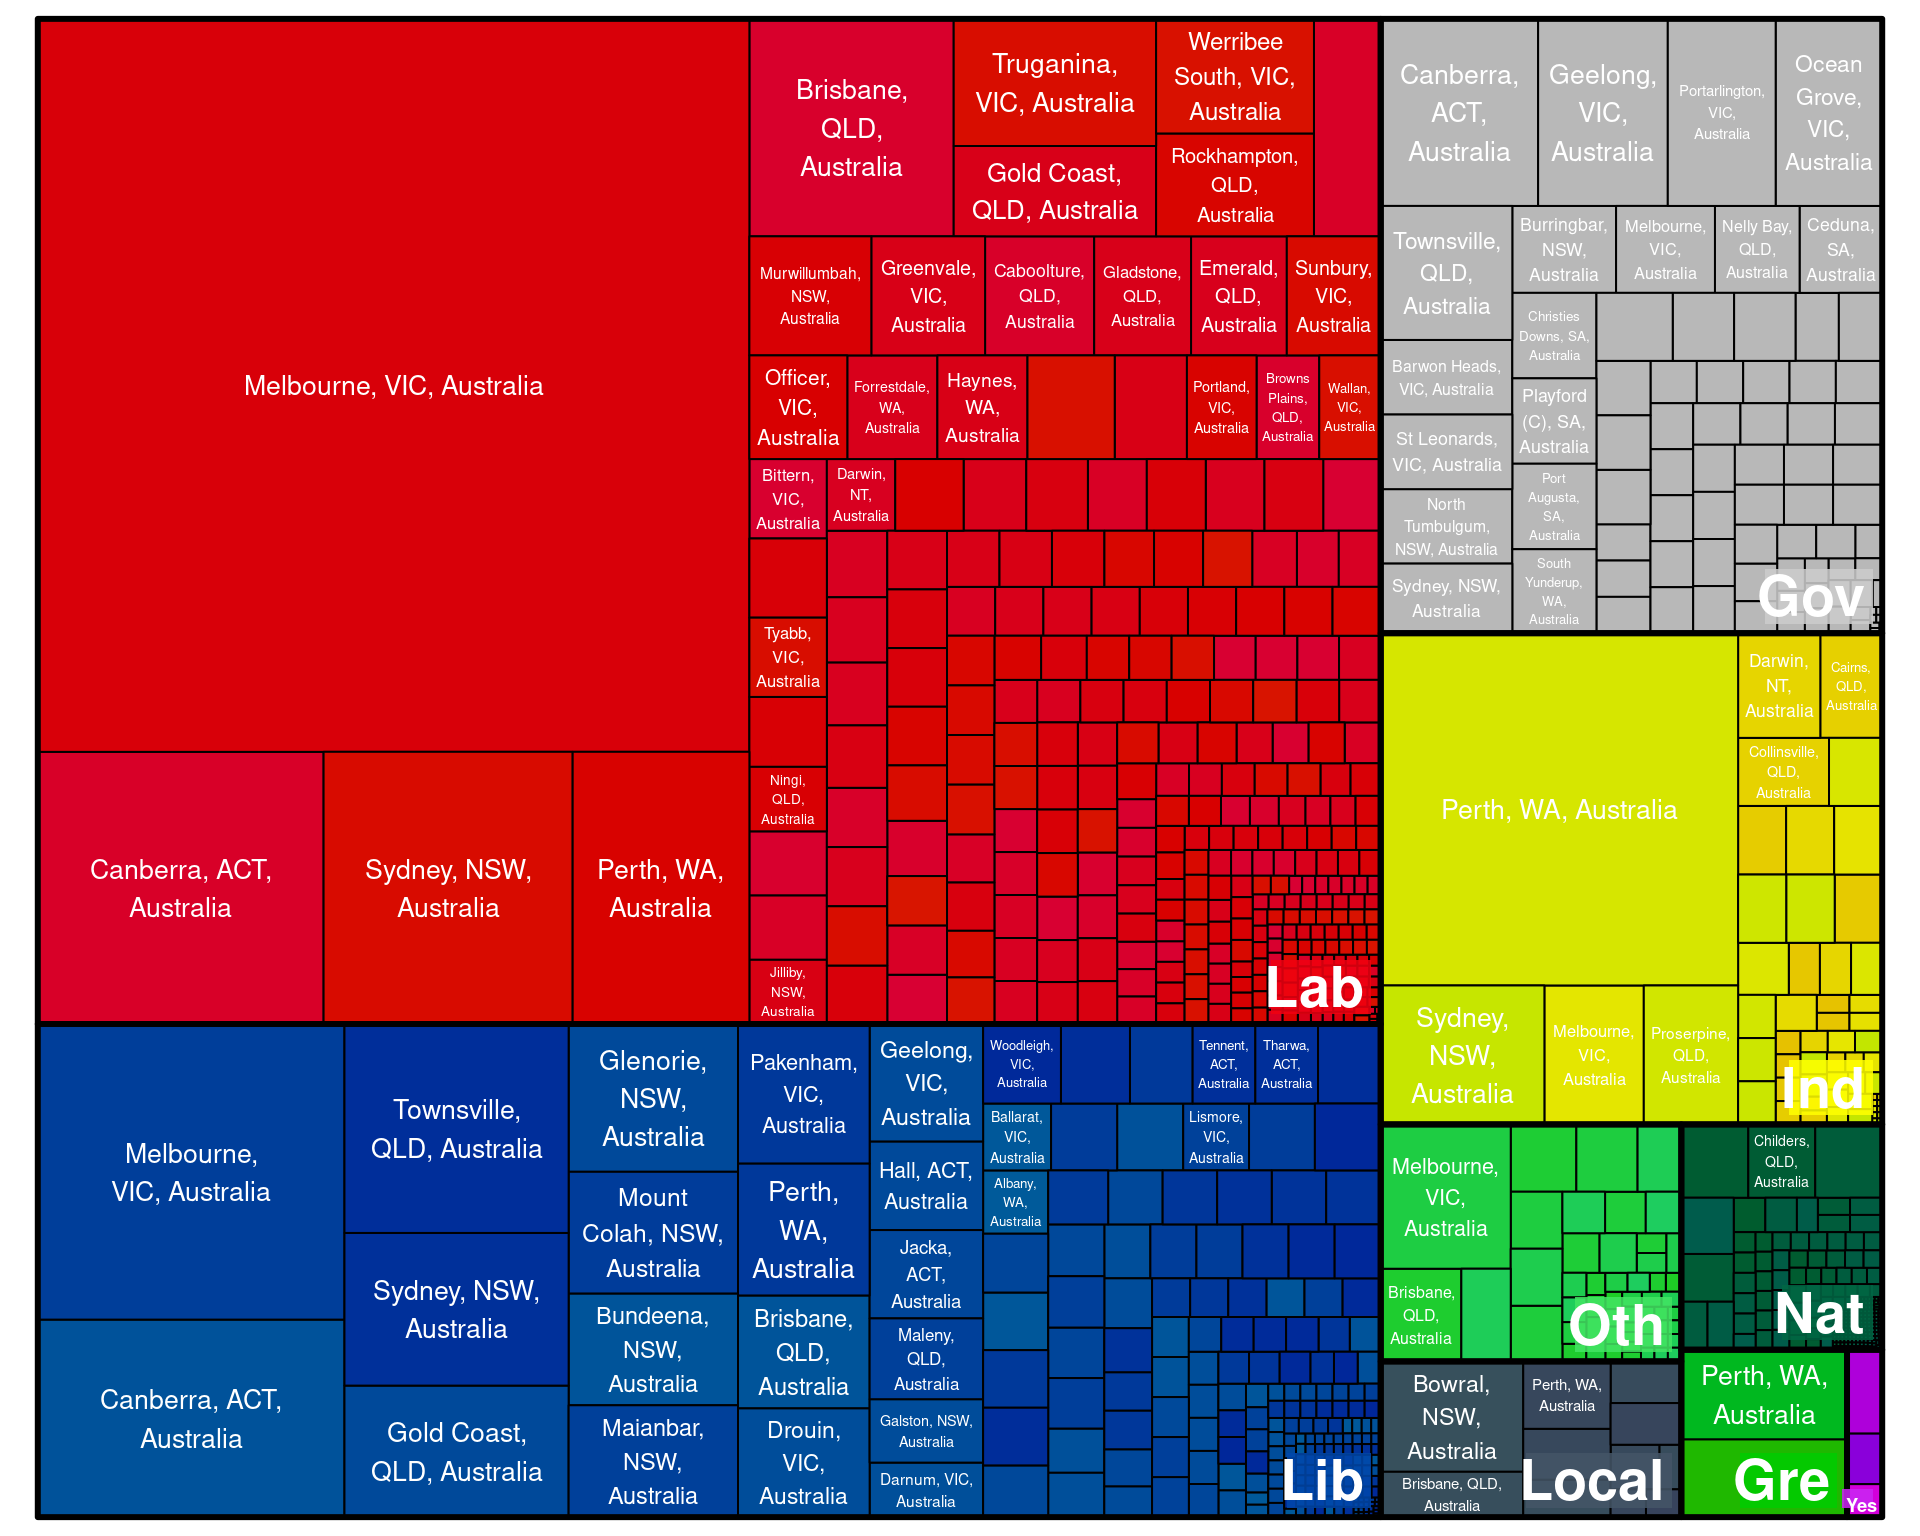 Melbourne, VIC, Australia
Canberra, ACT,
Australia
Sydney, NSW,
Australia
Perth, WA,
Australia
Brisbane,
QLD,
Australia
Truganina,
VIC, Australia
Gold Coast,
QLD, Australia
Werribee
South, VIC,
Australia
Rockhampton,
QLD,
Australia
Murwillumbah,
NSW,
Australia
Greenvale,
VIC,
Australia
Caboolture,
QLD,
Australia
Gladstone,
QLD,
Australia
Emerald,
QLD,
Australia
Sunbury,
VIC,
Australia
Officer,
VIC,
Australia
Forrestdale,
WA,
Australia
Haynes,
WA,
Australia
Portland,
VIC,
Australia
Browns
Plains,
QLD,
Australia
Wallan,
VIC,
Australia
Bittern,
VIC,
Australia
Darwin,
NT,
Australia
Tyabb,
VIC,
Australia
Ningi,
QLD,
Australia
Jilliby,
NSW,
Australia
Lab
Melbourne,
VIC, Australia
Canberra, ACT,
Australia
Townsville,
QLD, Australia
Sydney, NSW,
Australia
Gold Coast,
QLD, Australia
Glenorie,
NSW,
Australia
Mount
Colah, NSW,
Australia
Bundeena,
NSW,
Australia
Maianbar,
NSW,
Australia
Pakenham,
VIC,
Australia
Perth,
WA,
Australia
Brisbane,
QLD,
Australia
Drouin,
VIC,
Australia
Geelong,
VIC,
Australia
Hall, ACT,
Australia
Jacka,
ACT,
Australia
Maleny,
QLD,
Australia
Galston, NSW,
Australia
Darnum, VIC,
Australia
Woodleigh,
VIC,
Australia
Tennent,
ACT,
Australia
Tharwa,
ACT,
Australia
Ballarat,
VIC,
Australia
Lismore,
VIC,
Australia
Albany,
WA,
Australia
Lib
Canberra,
ACT,
Australia
Geelong,
VIC,
Australia
Portarlington,
VIC,
Australia
Ocean
Grove,
VIC,
Australia
Townsville,
QLD,
Australia
Barwon Heads,
VIC, Australia
St Leonards,
VIC, Australia
North
Tumbulgum,
NSW, Australia
Sydney, NSW,
Australia
Burringbar,
NSW,
Australia
Melbourne,
VIC,
Australia
Nelly Bay,
QLD,
Australia
Ceduna,
SA,
Australia
Christies
Downs, SA,
Australia
Playford
(C), SA,
Australia
Port
Augusta,
SA,
Australia
South
Yunderup,
WA,
Australia
Gov
Perth, WA, Australia
Sydney,
NSW,
Australia
Melbourne,
VIC,
Australia
Proserpine,
QLD,
Australia
Darwin,
NT,
Australia
Cairns,
QLD,
Australia
Collinsville,
QLD,
Australia
Ind
Melbourne,
VIC,
Australia
Brisbane,
QLD,
Australia
Oth
Childers,
QLD,
Australia
Nat
Bowral,
NSW,
Australia
Brisbane, QLD,
Australia
Perth, WA,
Australia
Local
Perth, WA,
Australia
Gre
Yes